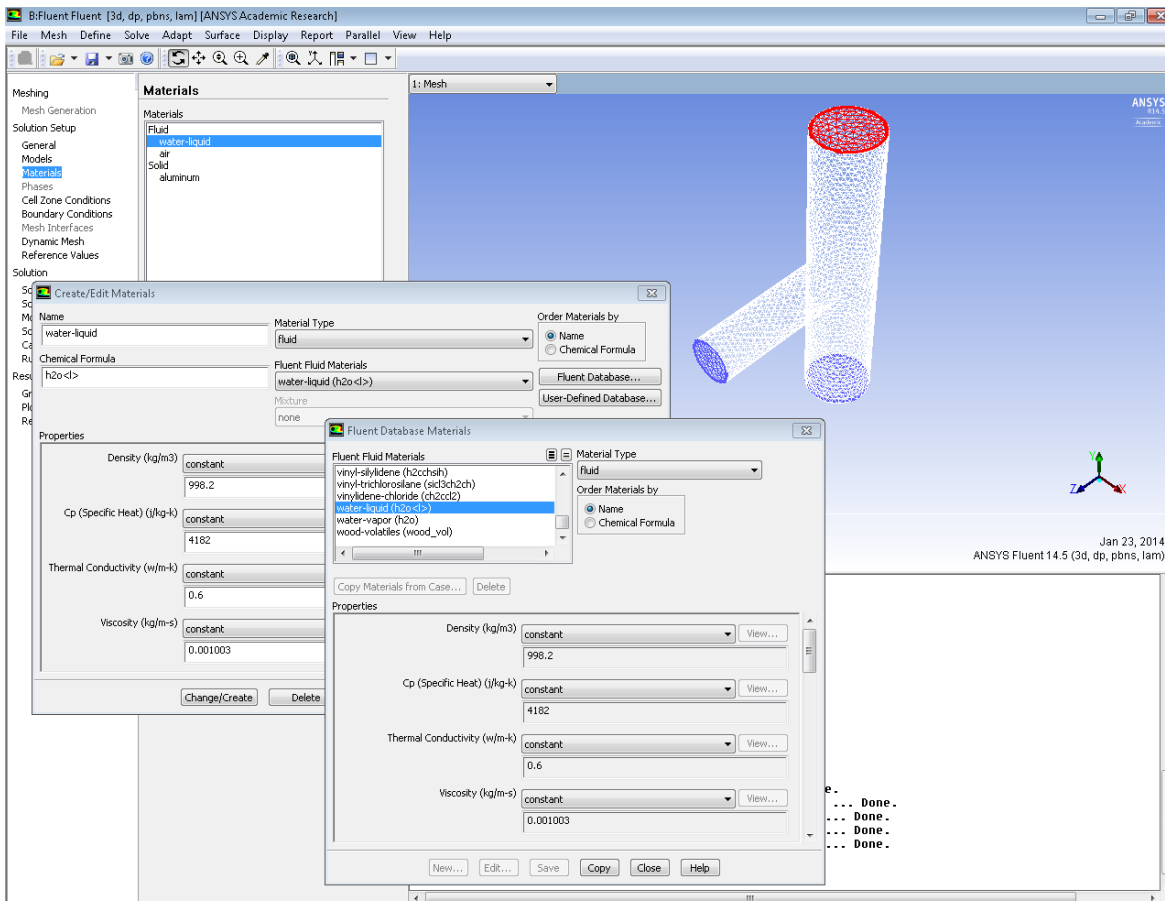 B:Fluent Fluent [3d, dp, pbns, lam] [ANSYS Academic Research]
File Mesh Define Solve Adapt Surface Display Report Parallel View Help
Meshing
Mesh Generation
Solution Setup
General
Models
Materials
Phases
Cell Zone Conditions
Boundary Conditions
Mesh Interfaces
Dynamic Mesh
Reference Values
Solution
Materials
Materials
Fluid
water-liquid
air
Solid
aluminum
1: Mesh
ANSYS
R14.5
Academic
Create/Edit Materials
Name
water-liquid
Chemical Formula
h2o<l>
Material Type
fluid
Fluent Fluid Materials
water-liquid (h2o<l>)
Mixture
none
Order Materials by
Name
Chemical Formula
Fluent Database...
User-Defined Database...
Properties
Density (kg/m3) constant
998.2
Cp (Specific Heat) (j/kg-k) constant
4182
Thermal Conductivity (w/m-k) constant
0.6
Viscosity (kg/m-s) constant
0.001003
Change/Create Delete
Fluent Database Materials
Fluent Fluid Materials
vinyl-silylidene (h2cchsih)
vinyl-trichlorosilane (sicl3ch2ch)
vinylidene-chloride (ch2ccl2)
water-liquid (h2o<l>)
water-vapor (h2o)
wood-volatiles (wood_vol)
Material Type
fluid
Order Materials by
Name
Chemical Formula
Copy Materials from Case... Delete
Properties
Density (kg/m3) constant View...
998.2
Cp (Specific Heat) (j/kg-k) constant View...
4182
Thermal Conductivity (w/m-k) constant View...
0.6
Viscosity (kg/m-s) constant View...
0.001003
New... Edit... Save Copy Close Help
Y
Z
X
Jan 23, 2014
ANSYS Fluent 14.5 (3d, dp, pbns, lam)
... Done.
... Done.
... Done.
... Done.